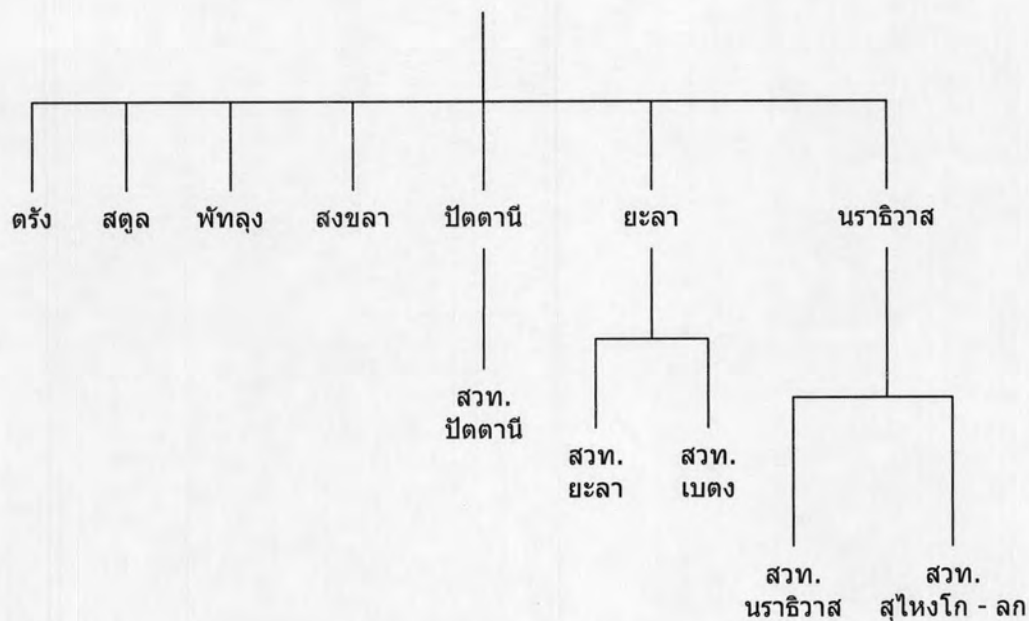 ตรัง สตูล พัทลุง สงขลา ปัตตานี ยะลา นราธิวาส
สวท.
ปัตตานี
สวท. สวท.
ยะลา เบตง
สวท. สวท.
นราธิวาส สุไหงโก - ลก